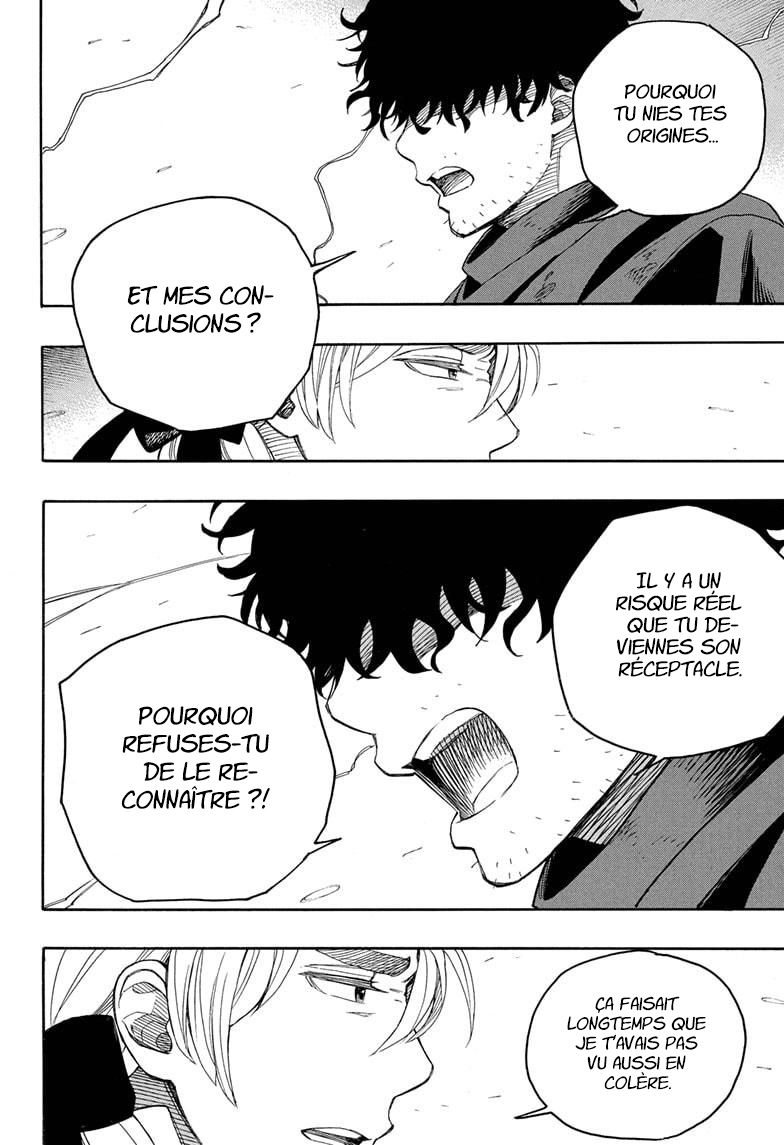 POURQUOI
TU NIES TES
ORIGINES...
ET MES CON-
CLUSIONS ?
IL Y A UN
RISQUE RÉEL
QUE TU DE-
VIENNES SON
RÉCEPTACLE.
POURQUOI
REFUSES-TU
DE LE RE-
CONNAÎTRE ?!
ÇA FAISAIT
LONGTEMPS QUE
JE T'AVAIS PAS
VU AUSSI EN
COLÈRE.